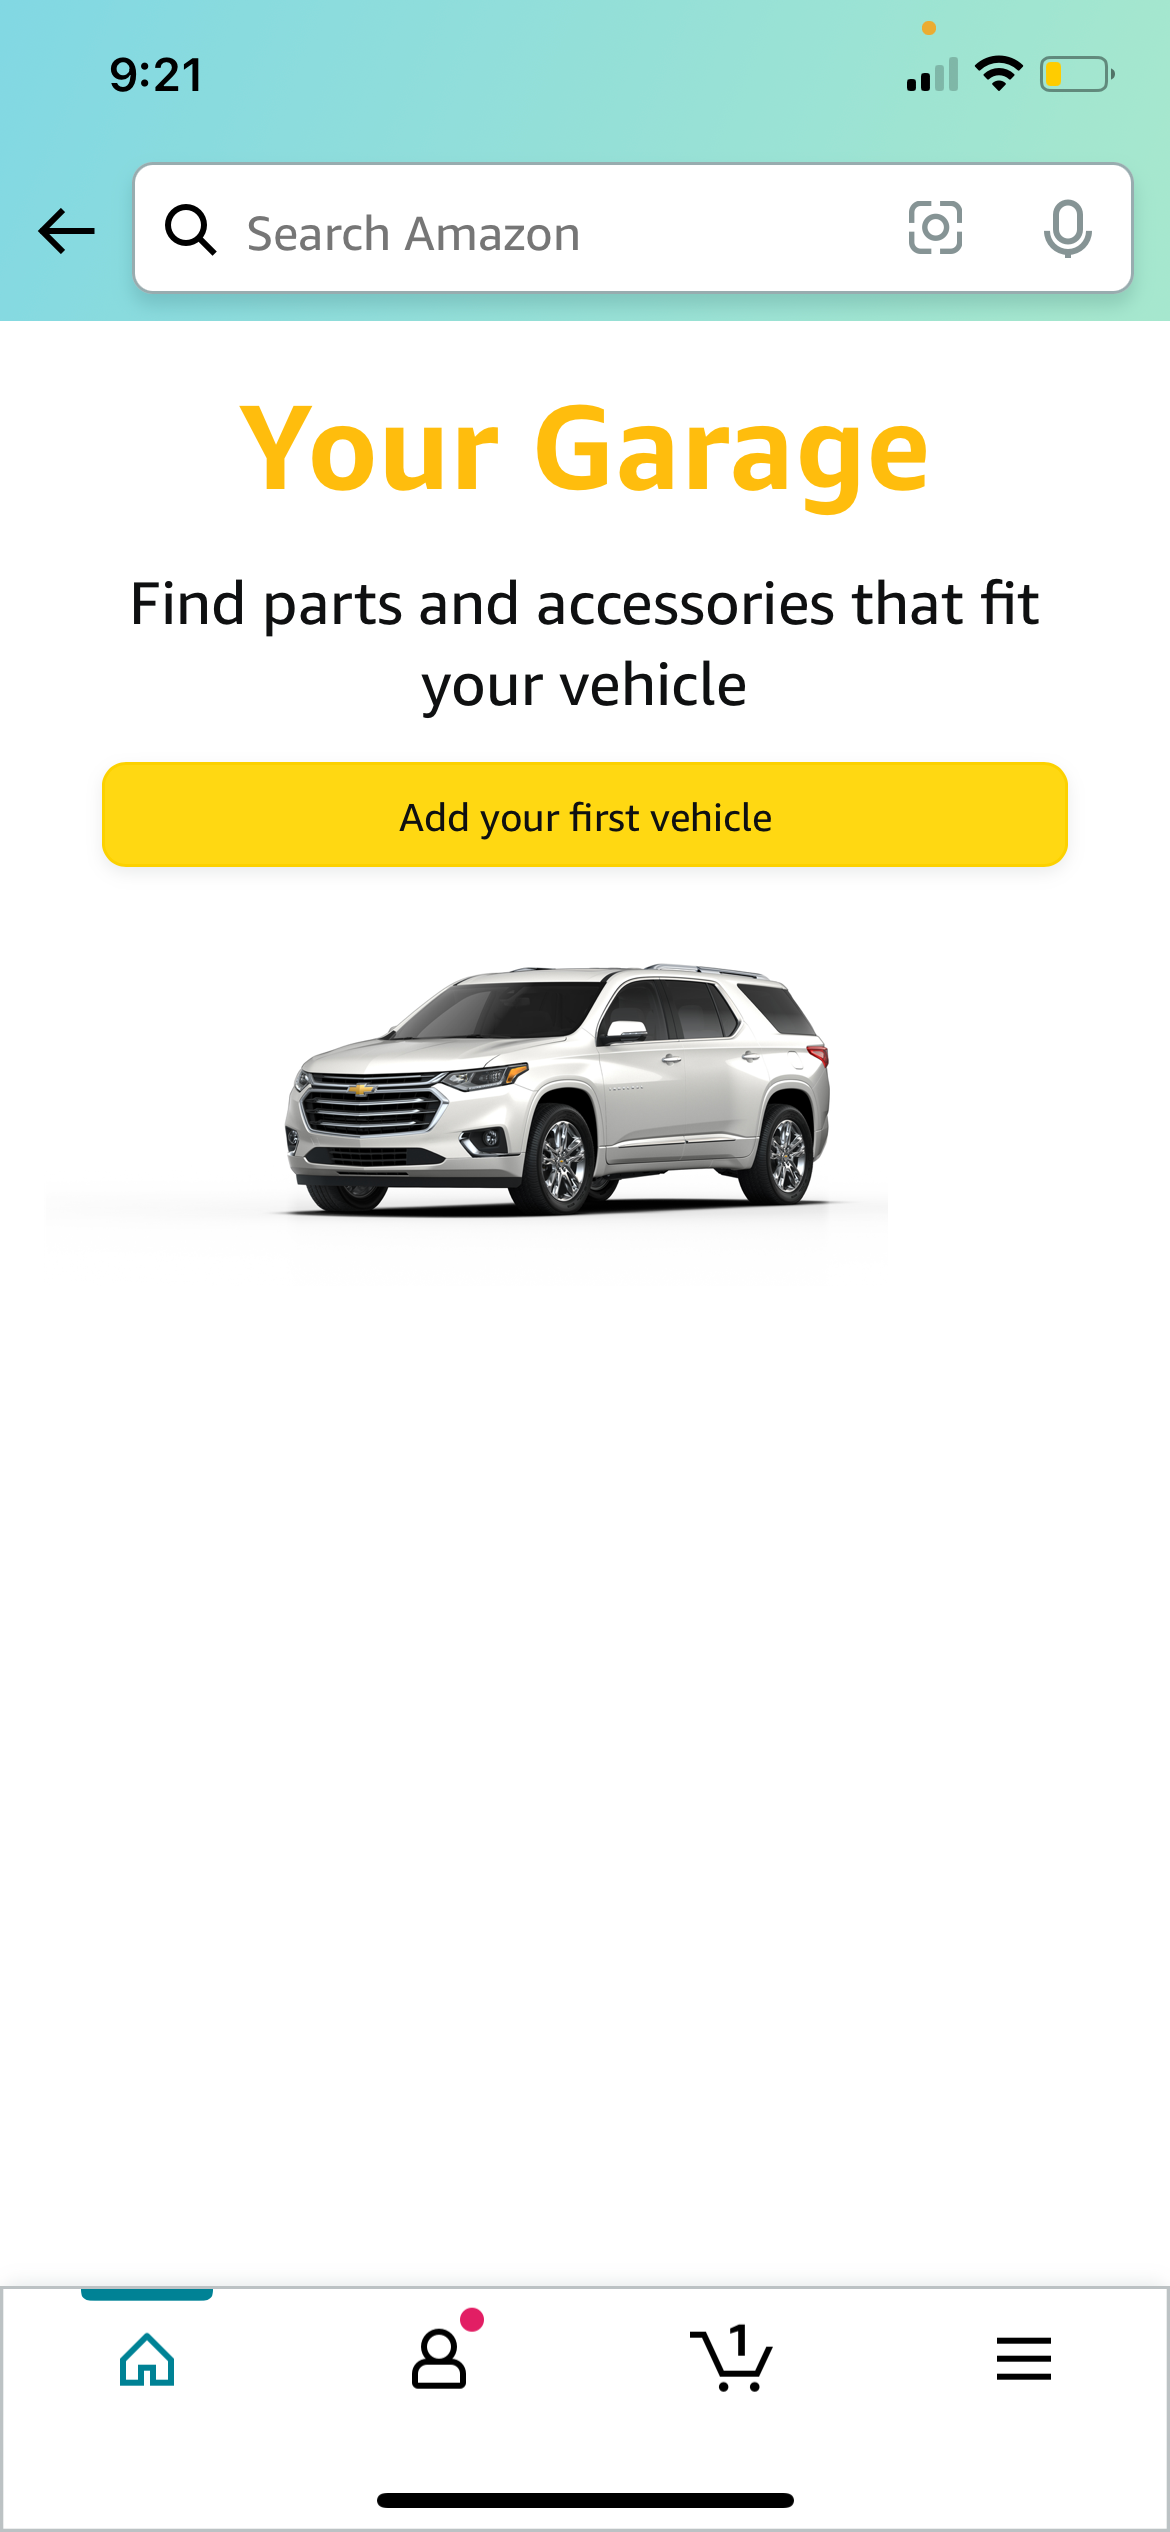 9:21
Search Amazon
Your Garage
Find parts and accessories that fit
your vehicle
Add your first vehicle
1